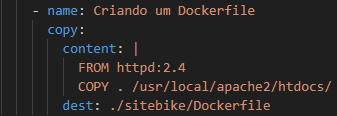 - name: Criando um Dockerfile
copy:
content: |
FROM httpd:2.4
COPY . /usr/local/apache2/htdocs/
dest: ./sitebike/Dockerfile